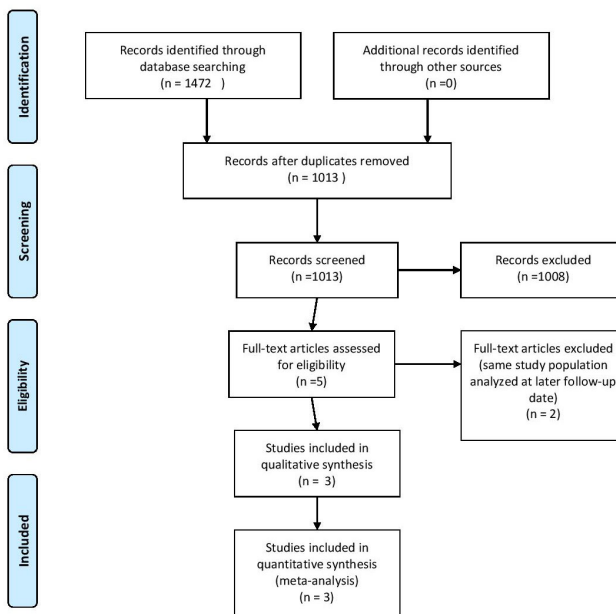 Identification
Records identified through
database searching
(n = 1472 )
Additional records identified
through other sources
(n =0)
Records after duplicates removed
(n = 1013 )
Screening
Records screened
(n =1013)
Records excluded
(n =1008)
Eligibility
Full-text articles assessed
for eligibility
(n =5)
Full-text articles excluded
(same study population
analyzed at later follow-up
date)
(n = 2)
Studies included in
qualitative synthesis
(n = 3)
Included
Studies included in
quantitative synthesis
(meta-analysis)
(n = 3)